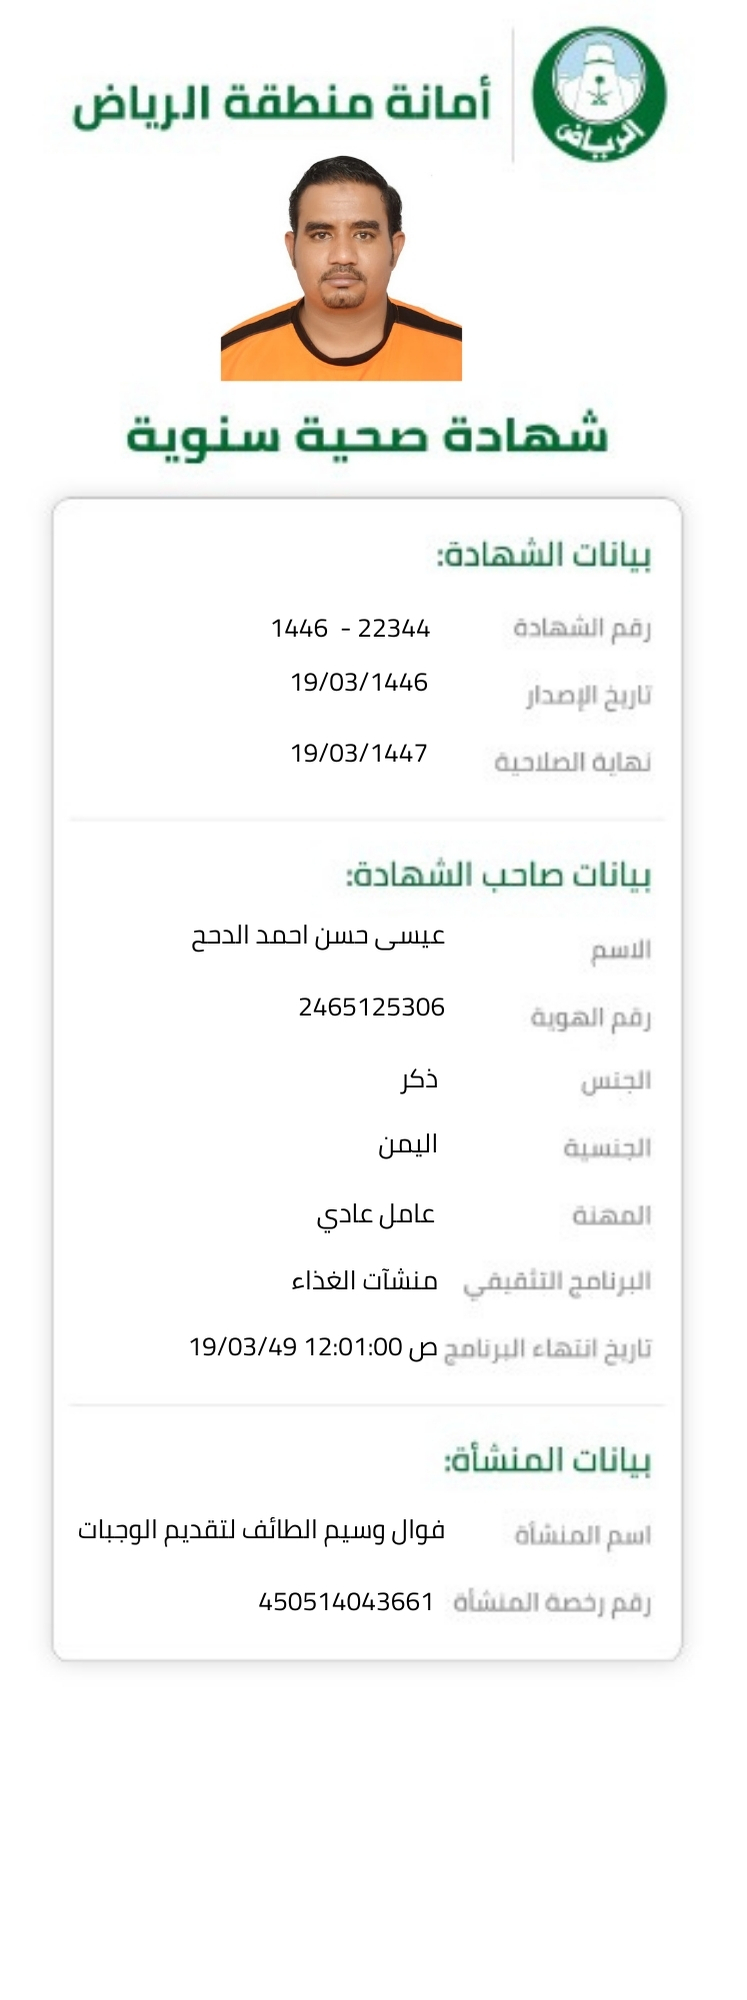 أمانة منطقة الرياض
الرياض
شهادة صحية سنوية
بيانات الشهادة:
رقم الشهادة 22344 - 1446
تاريخ الإصدار 19/03/1446
نهاية الصلاحية 19/03/1447
بيانات صاحب الشهادة:
الاسم عيسى حسن احمد الدحح
رقم الهوية 2465125306
الجنس ذكر
الجنسية اليمن
المهنة عامل عادي
البرنامج التثقيفي منشآت الغذاء
تاريخ انتهاء البرنامج ص 12:01:00 19/03/49
بيانات المنشأة:
اسم المنشأة فوال وسيم الطائف لتقديم الوجبات
رقم رخصة المنشأة 450514043661